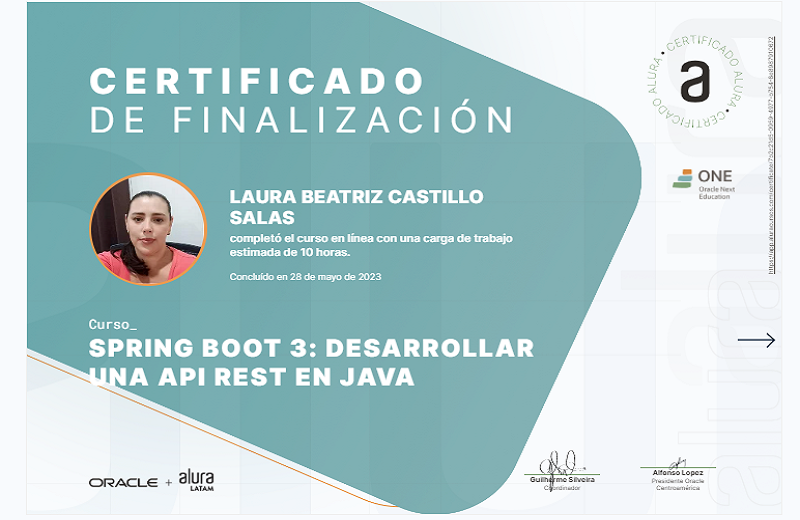 CERTIFICADO
DE FINALIZACIÓN
CERTIFICADO ALURA • CERTIFICADO ALURA •
a
ONE
Oracle Next
Education
LAURA BEATRIZ CASTILLO
SALAS
completó el curso en línea con una carga de trabajo
estimada de 10 horas.
Concluído en 28 de mayo de 2023
Curso_
SPRING BOOT 3: DESARROLLAR
UNA API REST EN JAVA
ORACLE + alura
LATAM
Guilherme Silveira
Coordinador
Alfonso Lopez
Presidente Oracle
Centroamérica
alura